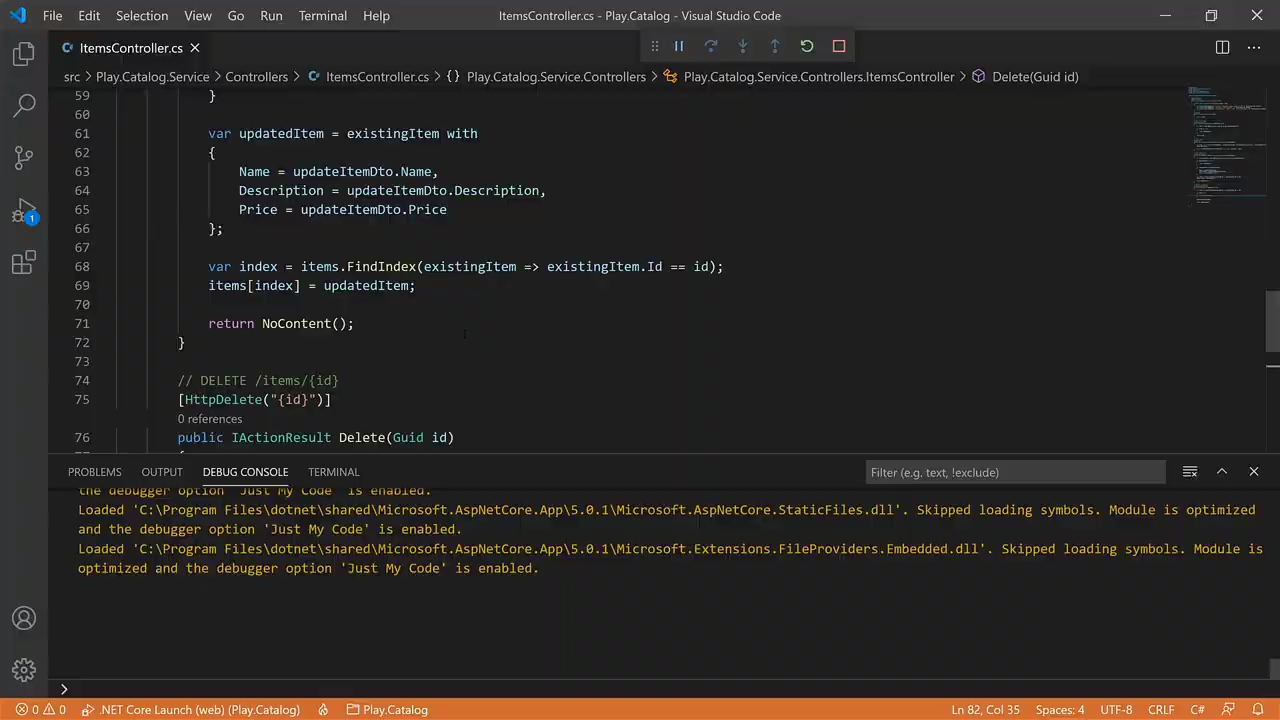 File Edit Selection View Go Run Terminal Help ItemsController.cs - Play.Catalog - Visual Studio Code
ItemsController.cs
src > Play.Catalog.Service > Controllers > ItemsController.cs > {} Play.Catalog.Service.Controllers > Play.Catalog.Service.Controllers.ItemsController > Delete(Guid id)
59 }
60
61 var updatedItem = existingItem with
62 {
63 Name = updateItemDto.Name,
64 Description = updateItemDto.Description,
65 Price = updateItemDto.Price
66 };
67
68 var index = items.FindIndex(existingItem => existingItem.Id == id);
69 items[index] = updatedItem;
70
71 return NoContent();
72 }
73
74 // DELETE /items/{id}
75 [HttpDelete("{id}")]
0 references
76 public IActionResult Delete(Guid id)
1
PROBLEMS OUTPUT DEBUG CONSOLE TERMINAL Filter (e.g. text, !exclude)
the debugger option 'Just My Code' is enabled.
Loaded 'C:\Program Files\dotnet\shared\Microsoft.AspNetCore.App\5.0.1\Microsoft.AspNetCore.StaticFiles.dll'. Skipped loading symbols. Module is optimized
and the debugger option 'Just My Code' is enabled.
Loaded 'C:\Program Files\dotnet\shared\Microsoft.AspNetCore.App\5.0.1\Microsoft.Extensions.FileProviders.Embedded.dll'. Skipped loading symbols. Module is
optimized and the debugger option 'Just My Code' is enabled.
>
0 0 .NET Core Launch (web) (Play.Catalog) Play.Catalog Ln 82, Col 35 Spaces: 4 UTF-8 CRLF C#